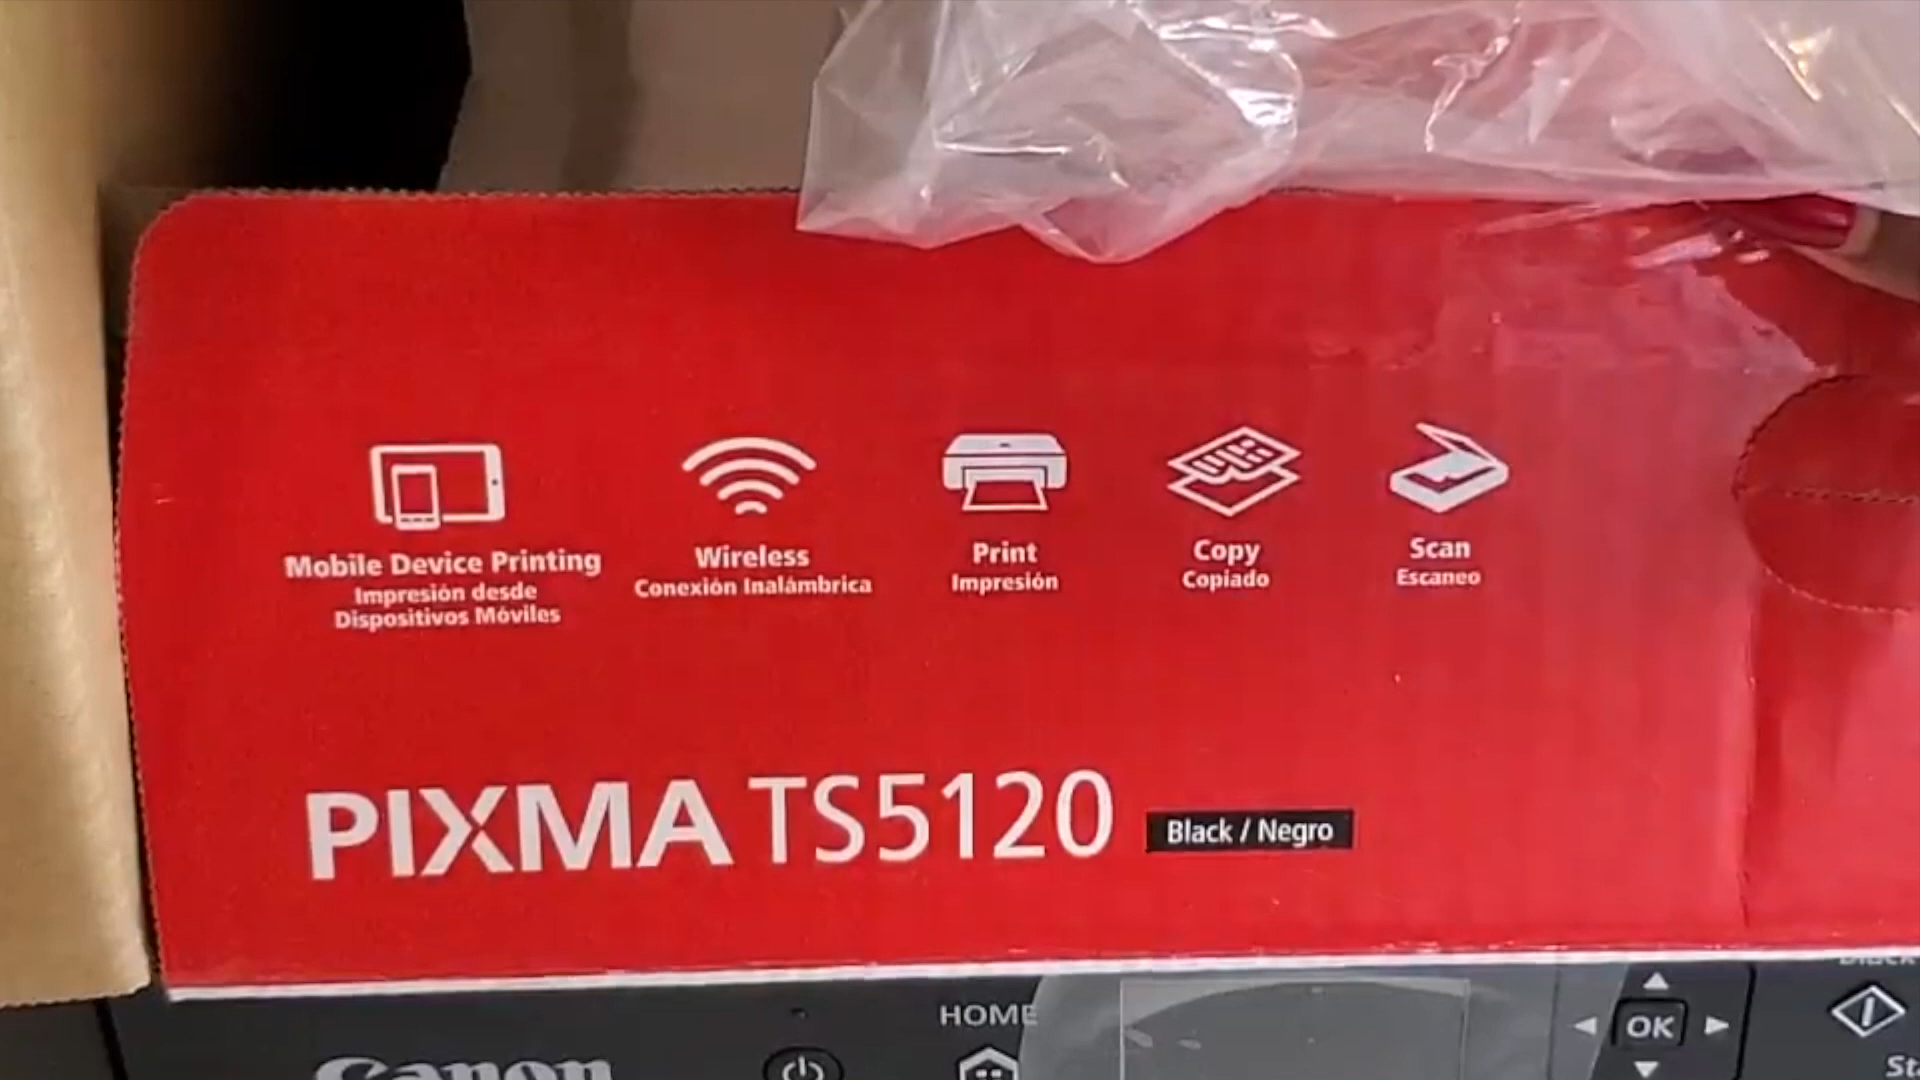 Mobile Device Printing
Impresión desde
Dispositivos Móviles
Wireless
Conexión Inalámbrica
Print
Impresión
Copy
Copiado
Scan
Escaneo
PIXMA TS5120
Black / Negro
HOME
OK
Canon